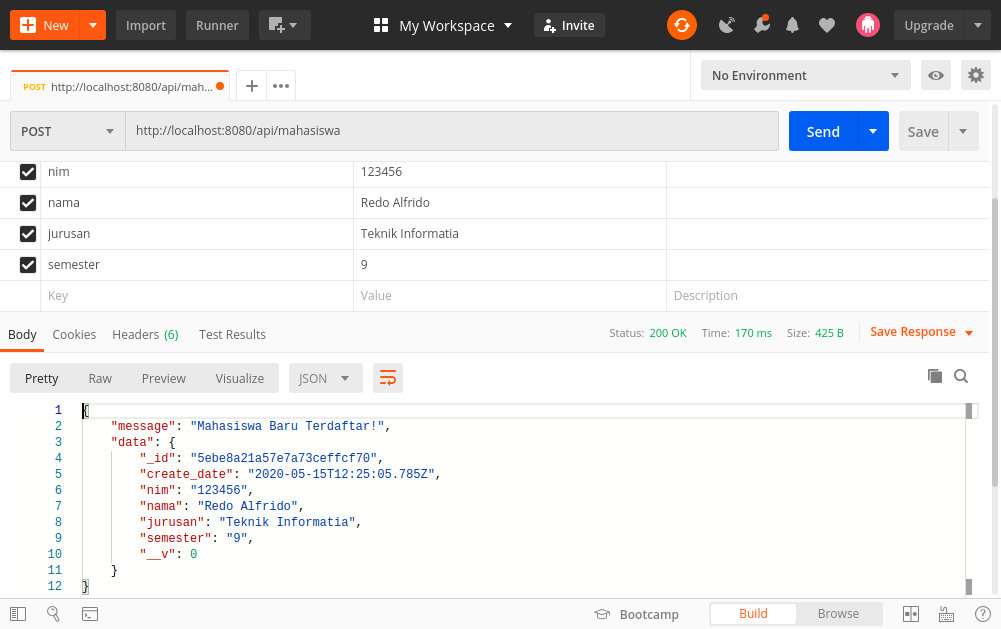 New Import Runner My Workspace Invite Upgrade
POST http://localhost:8080/api/mah... No Environment
POST http://localhost:8080/api/mahasiswa Send Save
nim 123456
nama Redo Alfrido
jurusan Teknik Informatia
semester 9
Key Value Description
Body Cookies Headers (6) Test Results Status: 200 OK Time: 170 ms Size: 425 B Save Response
Pretty Raw Preview Visualize JSON
1 {
2 "message": "Mahasiswa Baru Terdaftar!",
3 "data": {
4 "_id": "5ebe8a21a57e7a73ceffcf70",
5 "create_date": "2020-05-15T12:25:05.785Z",
6 "nim": "123456",
7 "nama": "Redo Alfrido",
8 "jurusan": "Teknik Informatia",
9 "semester": "9",
10 "__v": 0
11 }
12 }
Bootcamp Build Browse